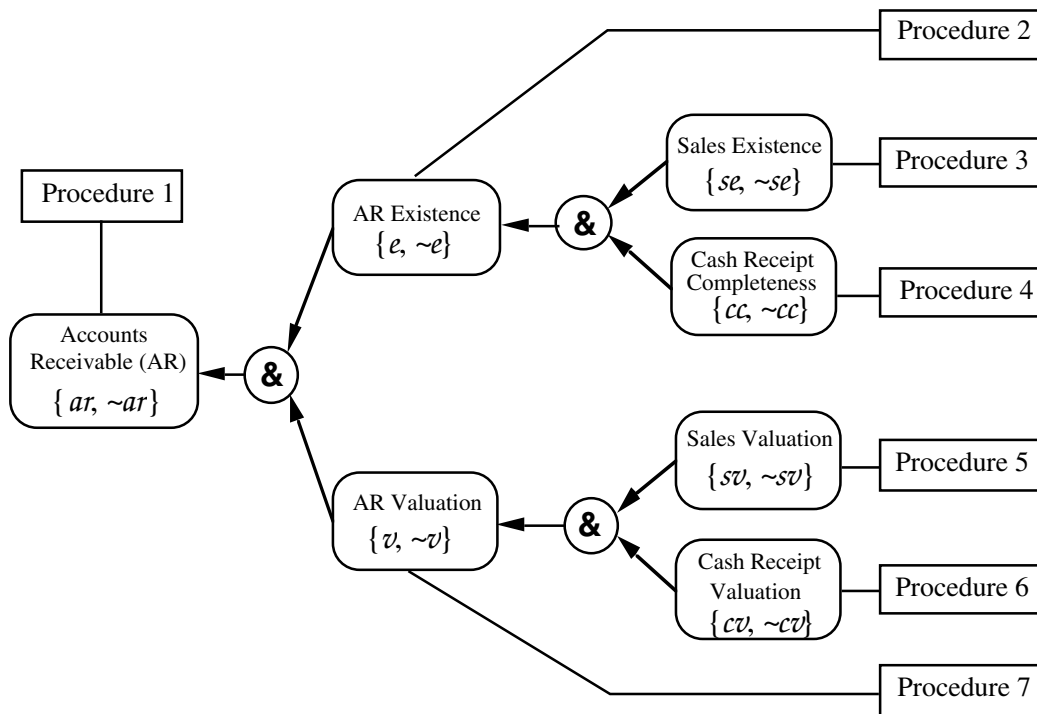 Procedure 2
Sales Existence
{se, ~se}
Procedure 3
Procedure 1
AR Existence
{e, ~e}
&
Cash Receipt
Completeness
{cc, ~cc}
Procedure 4
Accounts
Receivable (AR)
{ar, ~ar}
&
Sales Valuation
{sv, ~sv}
Procedure 5
AR Valuation
{v, ~v}
&
Cash Receipt
Valuation
{cv, ~cv}
Procedure 6
Procedure 7